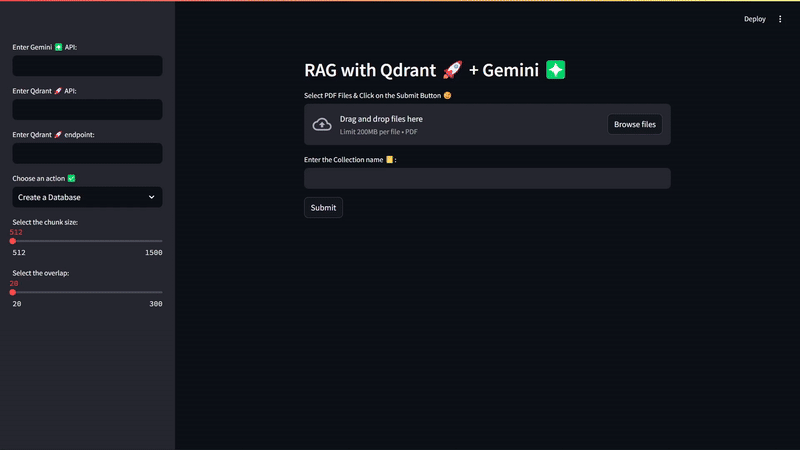 Deploy
Enter Gemini ✳️ API:
Enter Qdrant 🚀 API:
Enter Qdrant 🚀 endpoint:
Choose an action ✅
Create a Database
Select the chunk size:
512
512 1500
Select the overlap:
20
20 300
RAG with Qdrant 🚀 + Gemini ✳️
Select PDF Files & Click on the Submit Button 🧐
Drag and drop files here
Limit 200MB per file • PDF
Browse files
Enter the Collection name 📒 :
Submit